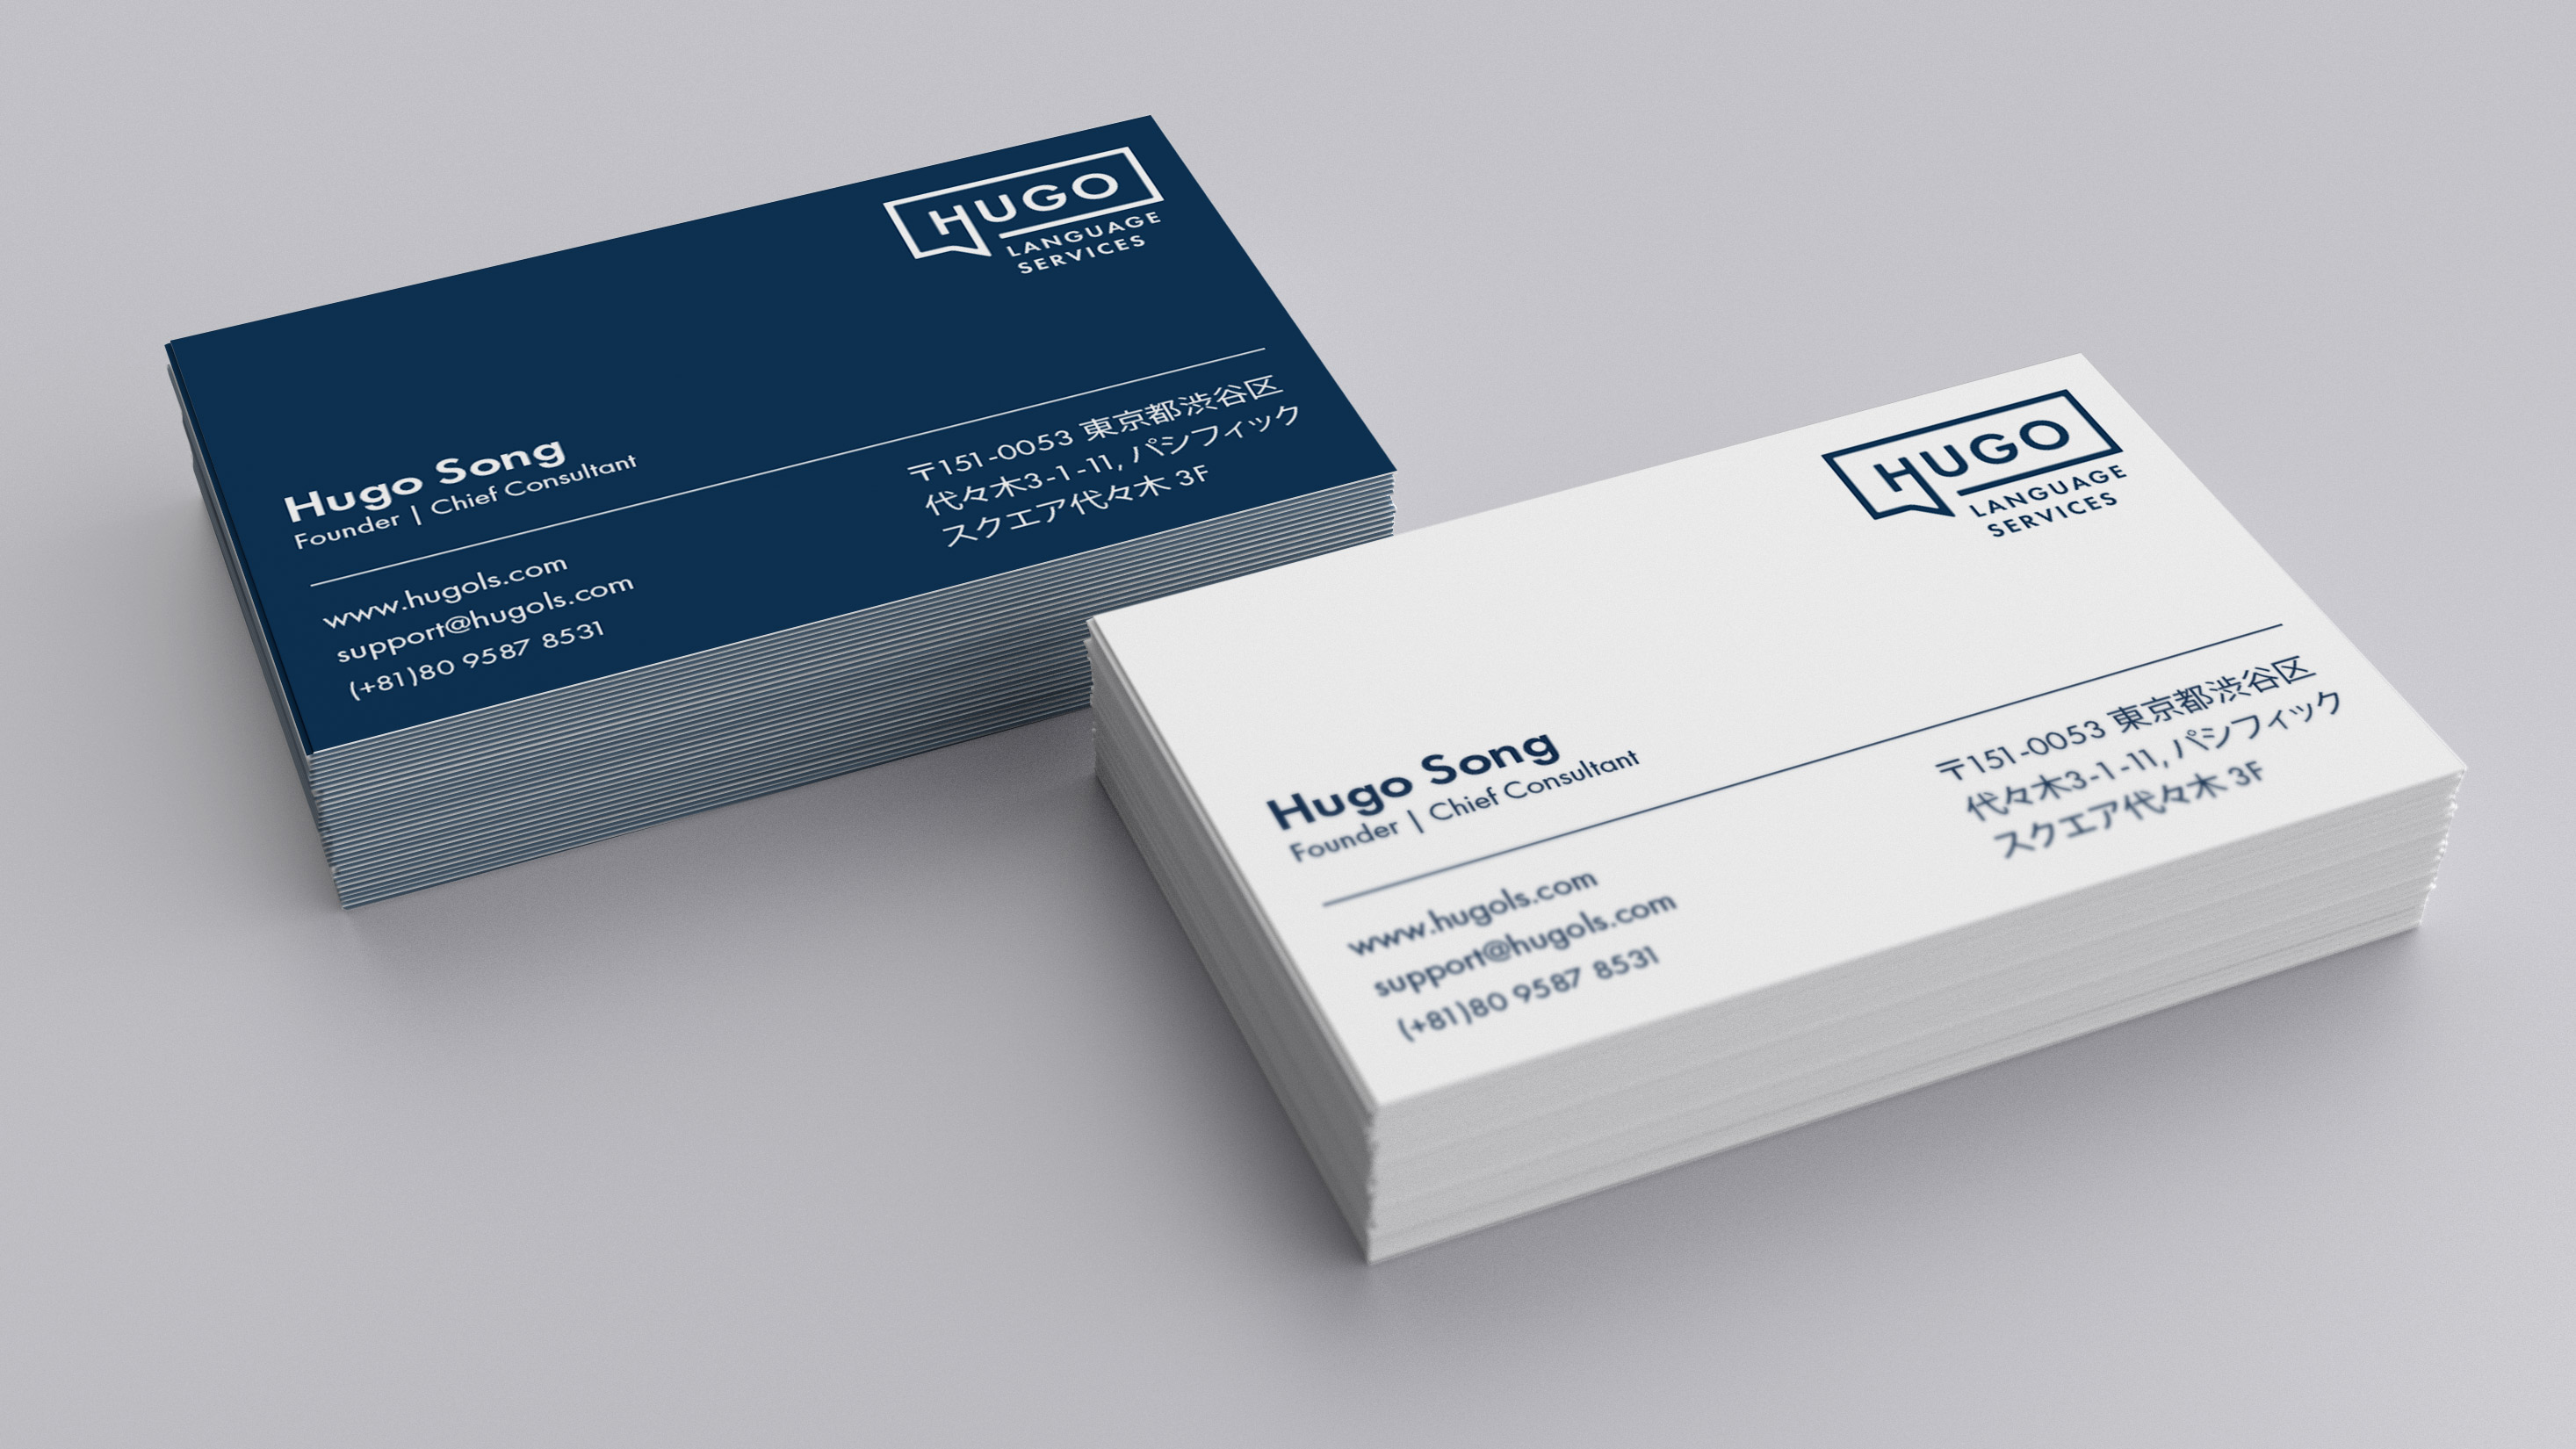 HUGO
LANGUAGE
SERVICES
Hugo Song
Founder | Chief Consultant
www.hugols.com
support@hugols.com
(+81)80 9587 8531
〒151-0053 東京都渋谷区
代々木3-1-11, パシフィック
スクエア代々木 3F
HUGO
LANGUAGE
SERVICES
Hugo Song
Founder | Chief Consultant
www.hugols.com
support@hugols.com
(+81)80 9587 8531
〒151-0053 東京都渋谷区
代々木3-1-11, パシフィック
スクエア代々木 3F